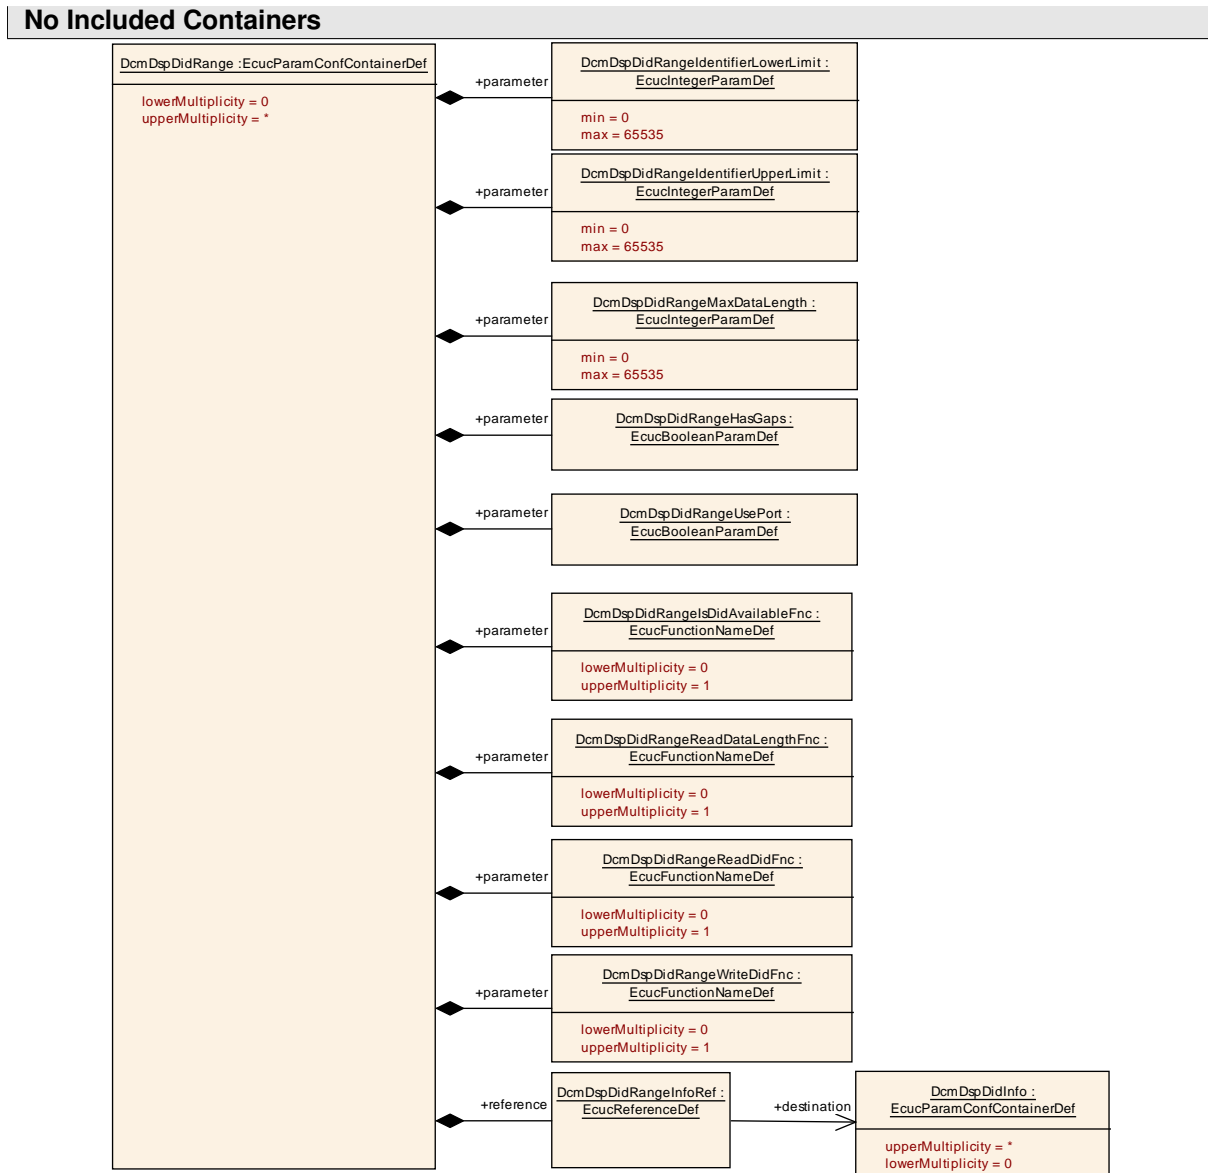 No Included Containers
DcmDspDidRange :EcucParamConfContainerDef
lowerMultiplicity = 0
upperMultiplicity = *
+parameter
DcmDspDidRangeIdentifierLowerLimit :
EcucIntegerParamDef
min = 0
max = 65535
+parameter
DcmDspDidRangeIdentifierUpperLimit :
EcucIntegerParamDef
min = 0
max = 65535
+parameter
DcmDspDidRangeMaxDataLength :
EcucIntegerParamDef
min = 0
max = 65535
+parameter
DcmDspDidRangeHasGaps :
EcucBooleanParamDef
+parameter
DcmDspDidRangeUsePort :
EcucBooleanParamDef
+parameter
DcmDspDidRangeIsDidAvailableFnc :
EcucFunctionNameDef
lowerMultiplicity = 0
upperMultiplicity = 1
+parameter
DcmDspDidRangeReadDataLengthFnc :
EcucFunctionNameDef
lowerMultiplicity = 0
upperMultiplicity = 1
+parameter
DcmDspDidRangeReadDidFnc :
EcucFunctionNameDef
lowerMultiplicity = 0
upperMultiplicity = 1
+parameter
DcmDspDidRangeWriteDidFnc :
EcucFunctionNameDef
lowerMultiplicity = 0
upperMultiplicity = 1
+reference
DcmDspDidRangeInfoRef :
EcucReferenceDef
+destination
DcmDspDidInfo :
EcucParamConfContainerDef
upperMultiplicity = *
lowerMultiplicity = 0